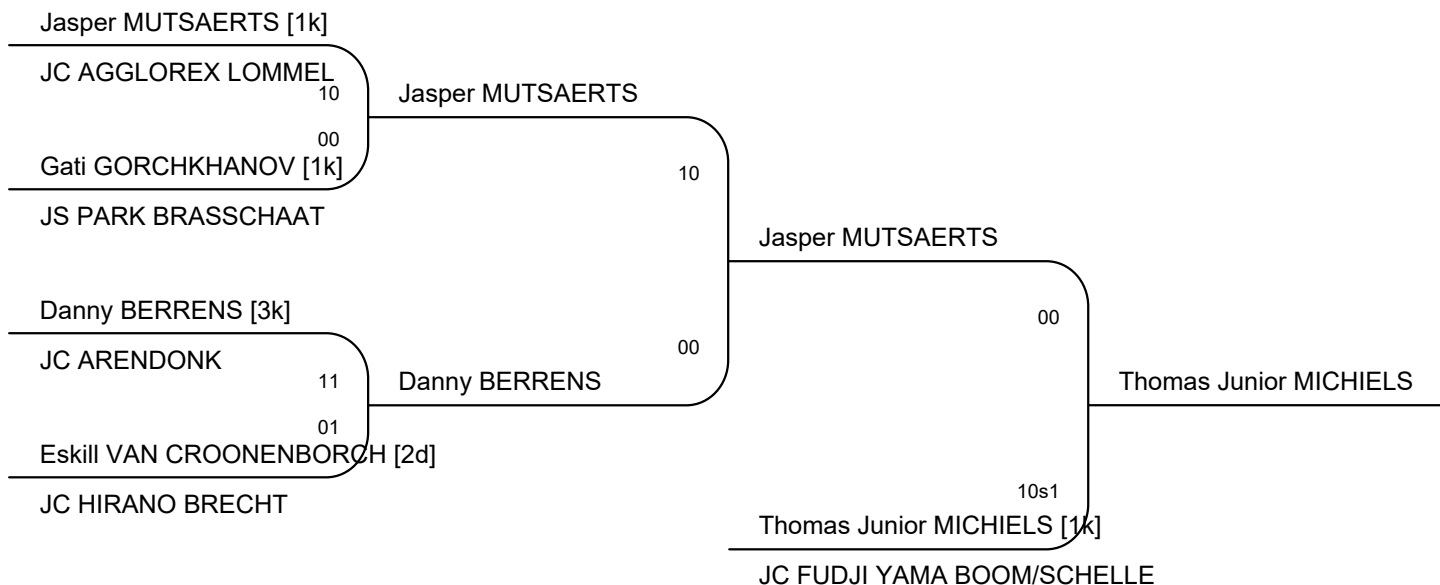 Jasper MUTSAERTS [1k]
JC AGGLOREX LOMMEL
10
00
Gati GORCHKHANOV [1k]
JS PARK BRASSCHAAT
Danny BERRENS [3k]
JC ARENDONK
11
01
Eskill VAN CROONENBORCH [2d]
JC HIRANO BRECHT
Jasper MUTSAERTS
10
00
Danny BERRENS
Jasper MUTSAERTS
00
10s1
Thomas Junior MICHIELS [1k]
JC FUDJI YAMA BOOM/SCHELLE
Thomas Junior MICHIELS